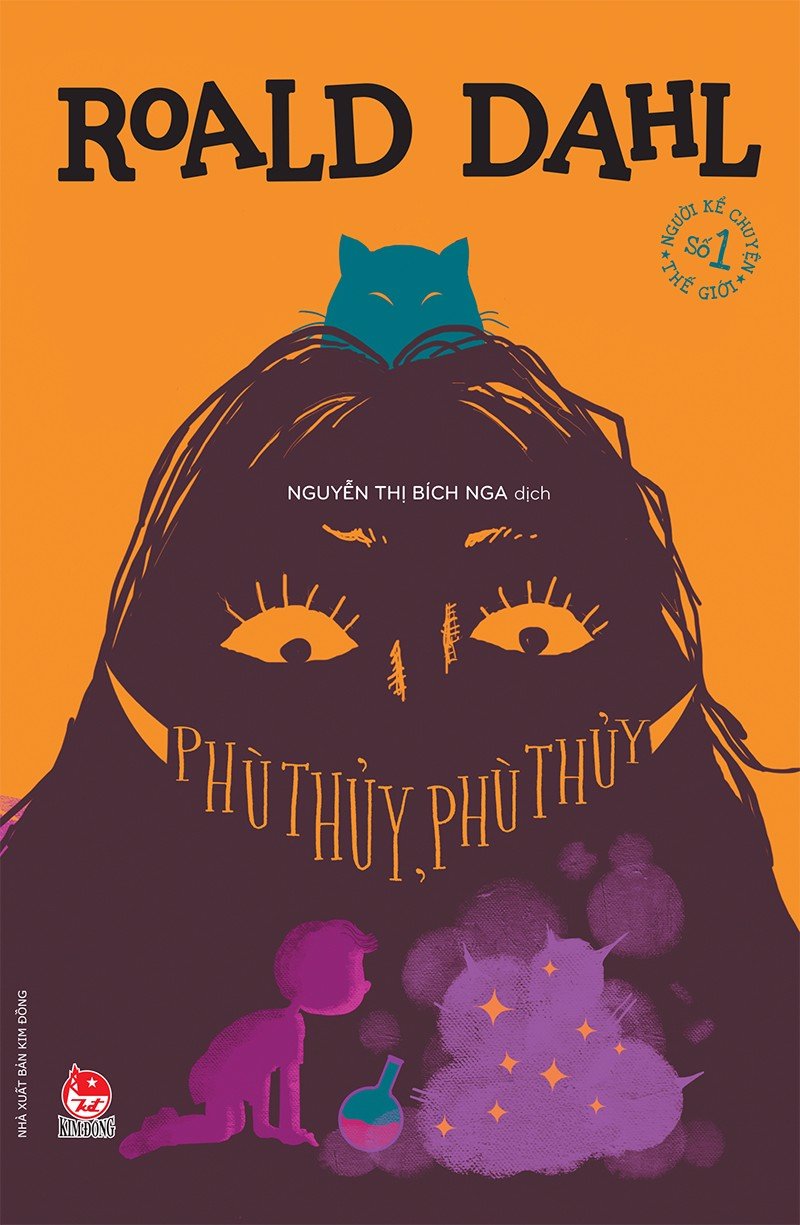 ROALD DAHL
NGƯỜI KỂ CHUYỆN
Số 1
THẾ GIỚI
NGUYỄN THỊ BÍCH NGA dịch
PHÙ THỦY, PHÙ THỦY
NHÀ XUẤT BẢN KIM ĐỒNG
kđ
KIM ĐỒNG